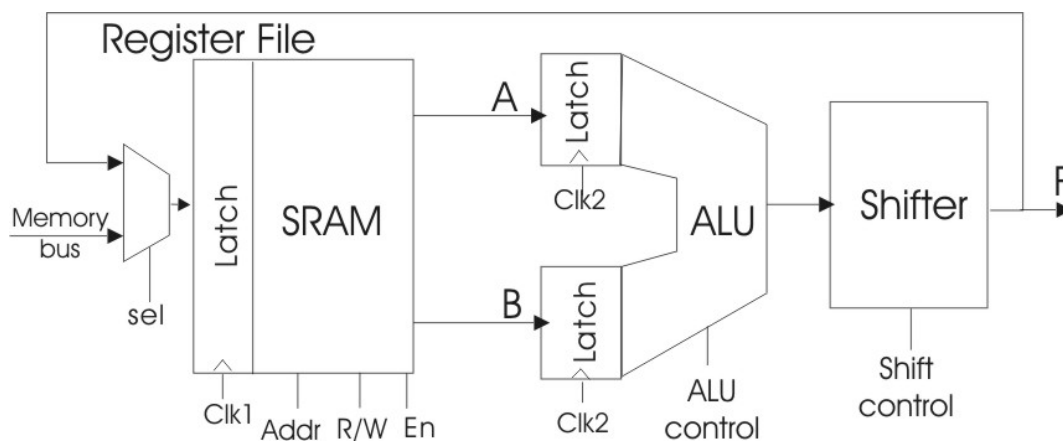 Register File
A
Latch
Clk2
Memory
bus
sel
Latch
SRAM
Clk1
Addr
R/W
En
B
Latch
Clk2
ALU
ALU
control
Shifter
Shift
control